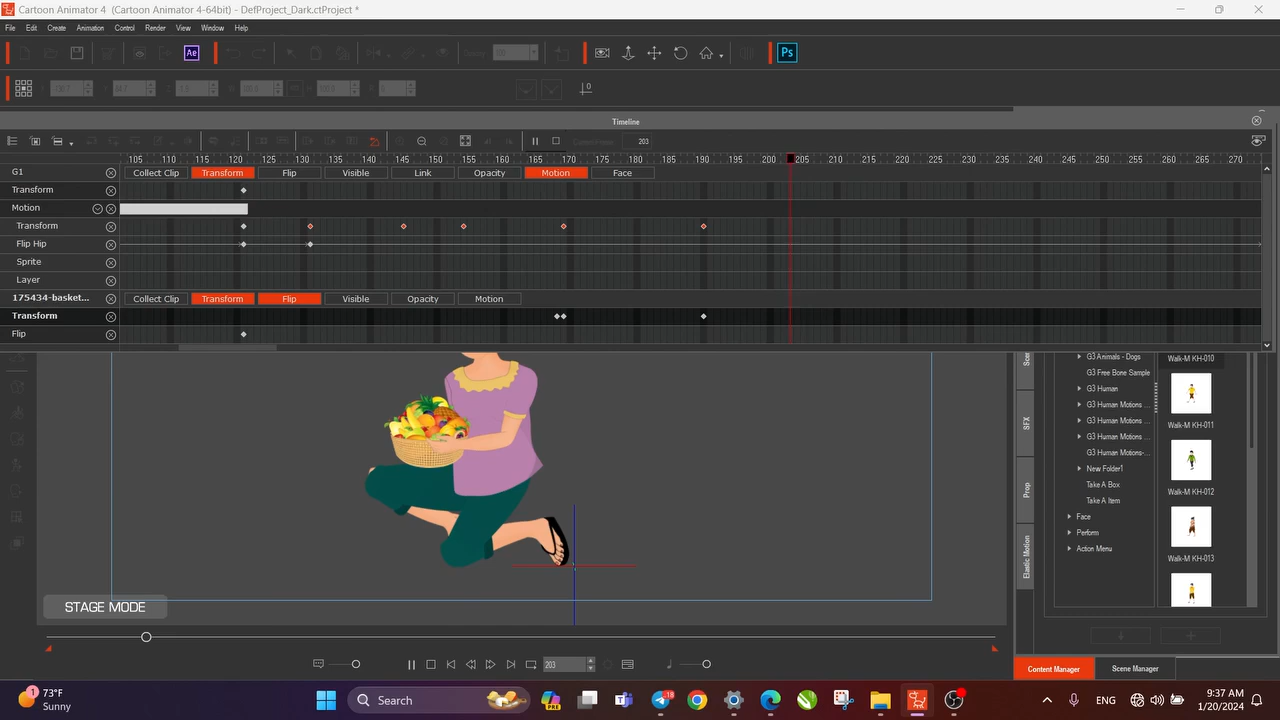 Cartoon Animator 4 (Cartoon Animator 4-64bit) - DefProject_Dark.ctProject *
File Edit Create Animation Control Render View Window Help
Ae Ps
Timeline
203
105 110 115 120 125 130 135 140 145 150 155 160 165 170 175 180 185 190 195 200 205 210 215 220 225 230 235 240 245 250 255 260 265 270
G1 Collect Clip Transform Flip Visible Link Opacity Motion Face
Transform
Motion
Transform
Flip Hip
Sprite
Layer
175434-basket... Collect Clip Transform Flip Visible Opacity Motion
Transform
Flip
G3 Animals - Dogs
G3 Free Bone Sample
G3 Human
G3 Human Motions ...
G3 Human Motions ...
G3 Human Motions ...
G3 Human Motions-...
New Folder1
Take A Box
Take A Item
Face
Perform
Action Menu
Walk-M KH-010
Walk-M KH-011
Walk-M KH-012
Walk-M KH-013
SFX
Prop
Elastic Motion
STAGE MODE
203
Content Manager Scene Manager
1
73°F
Sunny
Search
PRE
ENG
9:37 AM
1/20/2024